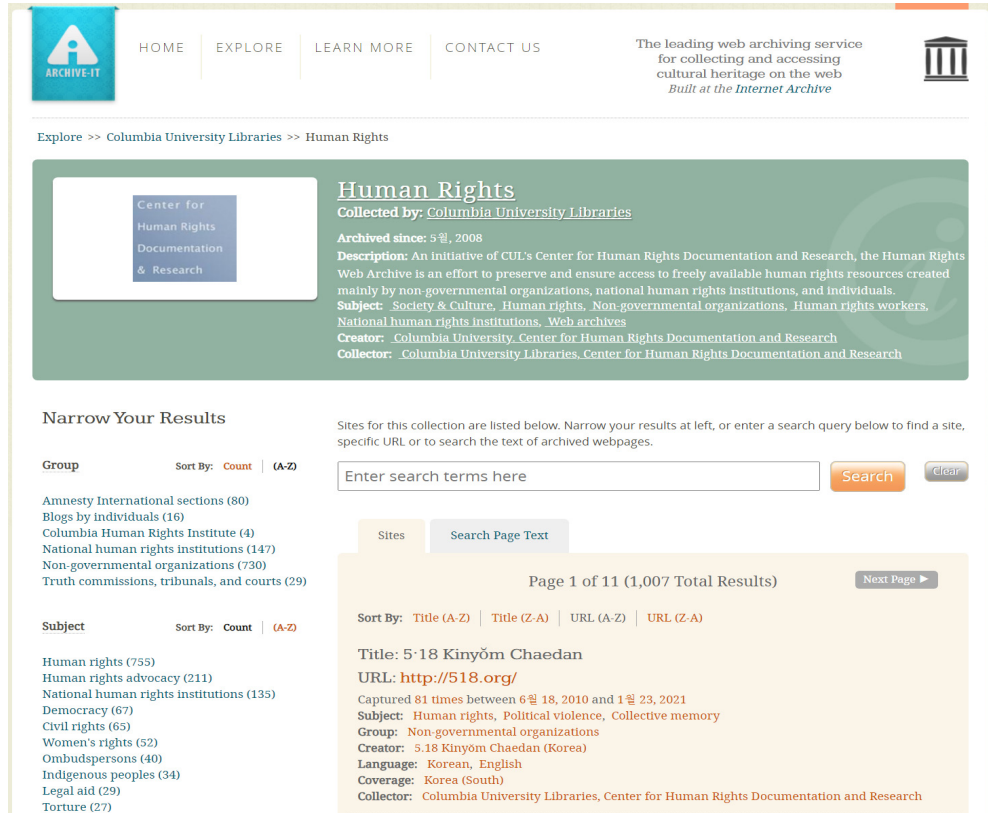 ARCHIVE-IT
HOME
EXPLORE
LEARN MORE
CONTACT US
The leading web archiving service
for collecting and accessing
cultural heritage on the web
Built at the Internet Archive
Explore >> Columbia University Libraries >> Human Rights
Center for
Human Rights
Documentation
& Research
Human Rights
Collected by: Columbia University Libraries
Archived since: 5월, 2008
Description: An initiative of CUL's Center for Human Rights Documentation and Research, the Human Rights
Web Archive is an effort to preserve and ensure access to freely available human rights resources created
mainly by non-governmental organizations, national human rights institutions, and individuals.
Subject: Society & Culture, Human rights, Non-governmental organizations, Human rights workers,
National human rights institutions, Web archives
Creator: Columbia University. Center for Human Rights Documentation and Research
Collector: Columbia University Libraries, Center for Human Rights Documentation and Research
Narrow Your Results
Group Sort By: Count | (A-Z)
Amnesty International sections (80)
Blogs by individuals (16)
Columbia Human Rights Institute (4)
National human rights institutions (147)
Non-governmental organizations (730)
Truth commissions, tribunals, and courts (29)
Subject Sort By: Count | (A-Z)
Human rights (755)
Human rights advocacy (211)
National human rights institutions (135)
Democracy (67)
Civil rights (65)
Women's rights (52)
Ombudspersons (40)
Indigenous peoples (34)
Legal aid (29)
Torture (27)
Sites for this collection are listed below. Narrow your results at left, or enter a search query below to find a site,
specific URL or to search the text of archived webpages.
Enter search terms here
Search
Clear
Sites
Search Page Text
Page 1 of 11 (1,007 Total Results)
Next Page ►
Sort By: Title (A-Z) | Title (Z-A) | URL (A-Z) | URL (Z-A)
Title: 5·18 Kinyŏm Chaedan
URL: http://518.org/
Captured 81 times between 6월 18, 2010 and 1월 23, 2021
Subject: Human rights, Political violence, Collective memory
Group: Non-governmental organizations
Creator: 5.18 Kinyŏm Chaedan (Korea)
Language: Korean, English
Coverage: Korea (South)
Collector: Columbia University Libraries, Center for Human Rights Documentation and Research